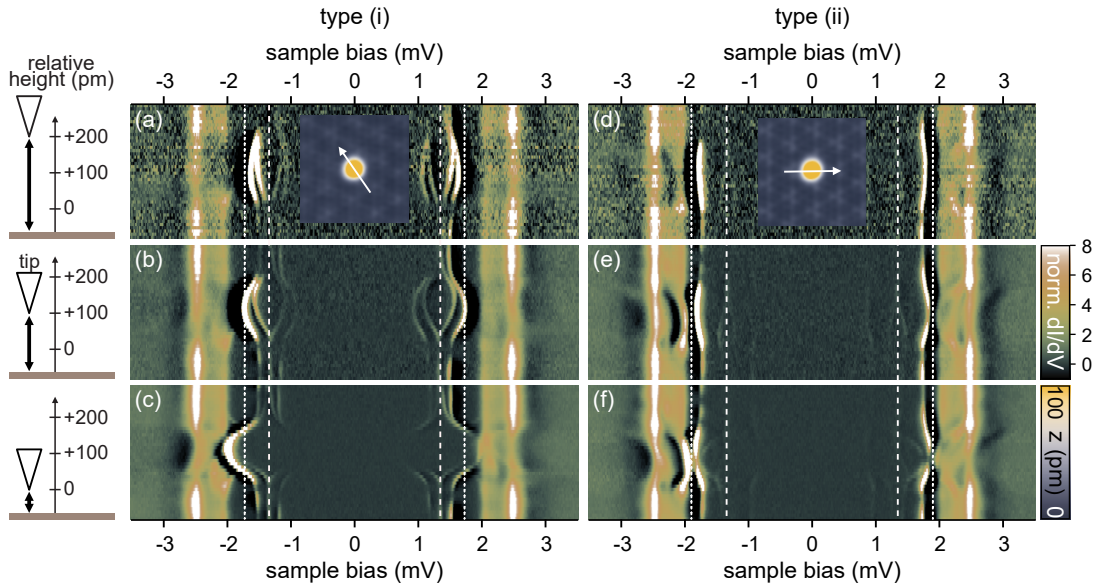 type (i)
type (ii)
sample bias (mV)
sample bias (mV)
-3 -2 -1 0 1 2 3
-3 -2 -1 0 1 2 3
relative
height (pm)
+200
+100
0
(a)
(d)
tip
+200
+100
0
(b)
(e)
8
6
4
2
0
norm. dI/dV
+200
+100
0
(c)
(f)
100
z (pm)
0
-3 -2 -1 0 1 2 3
-3 -2 -1 0 1 2 3
sample bias (mV)
sample bias (mV)